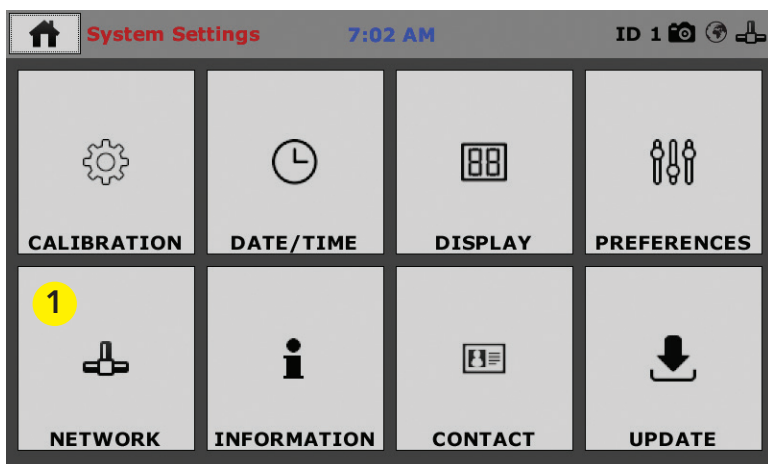 System Settings 7:02 AM ID 1
CALIBRATION DATE/TIME 88 DISPLAY PREFERENCES
1
NETWORK INFORMATION CONTACT UPDATE